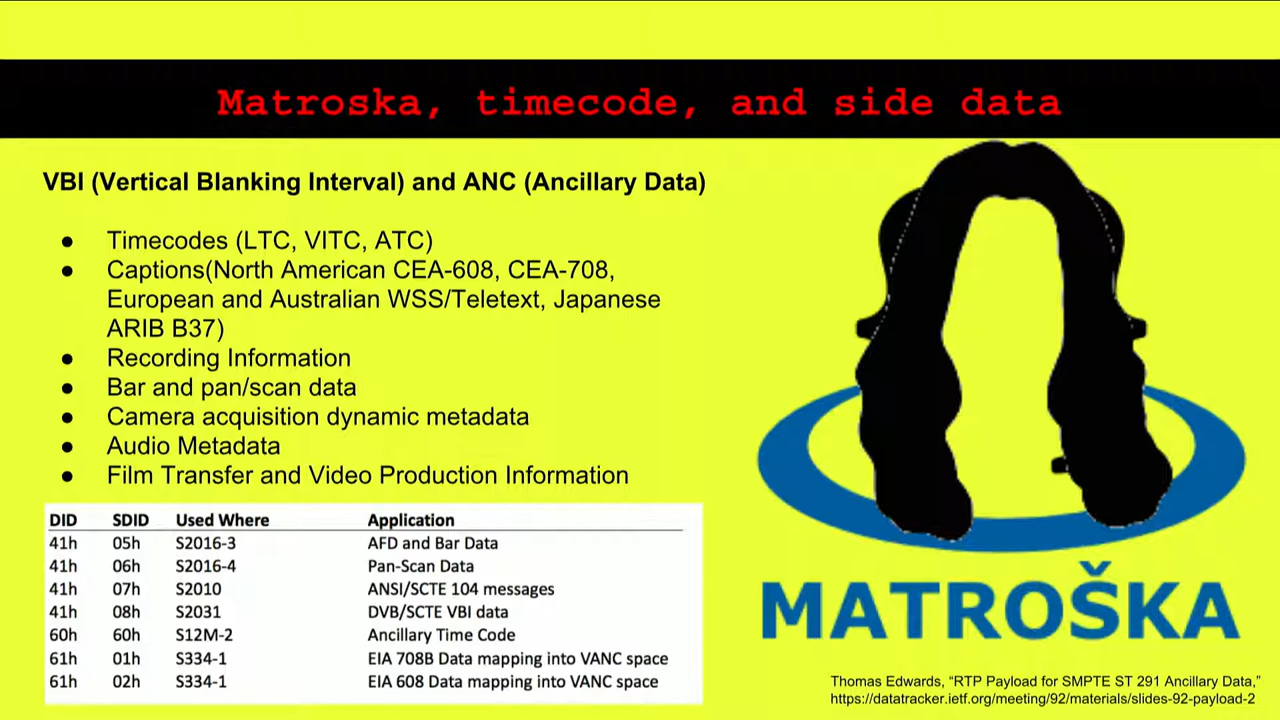 Matroska, timecode, and side data
VBI (Vertical Blanking Interval) and ANC (Ancillary Data)
● Timecodes (LTC, VITC, ATC)
● Captions(North American CEA-608, CEA-708,
European and Australian WSS/Teletext, Japanese
ARIB B37)
● Recording Information
● Bar and pan/scan data
● Camera acquisition dynamic metadata
● Audio Metadata
● Film Transfer and Video Production Information
DID SDID Used Where Application
41h 05h S2016-3 AFD and Bar Data
41h 06h S2016-4 Pan-Scan Data
41h 07h S2010 ANSI/SCTE 104 messages
41h 08h S2031 DVB/SCTE VBI data
60h 60h S12M-2 Ancillary Time Code
61h 01h S334-1 EIA 708B Data mapping into VANC space
61h 02h S334-1 EIA 608 Data mapping into VANC space
MATROŠKA
Thomas Edwards, “RTP Payload for SMPTE ST 291 Ancillary Data,”
https://datatracker.ietf.org/meeting/92/materials/slides-92-payload-2